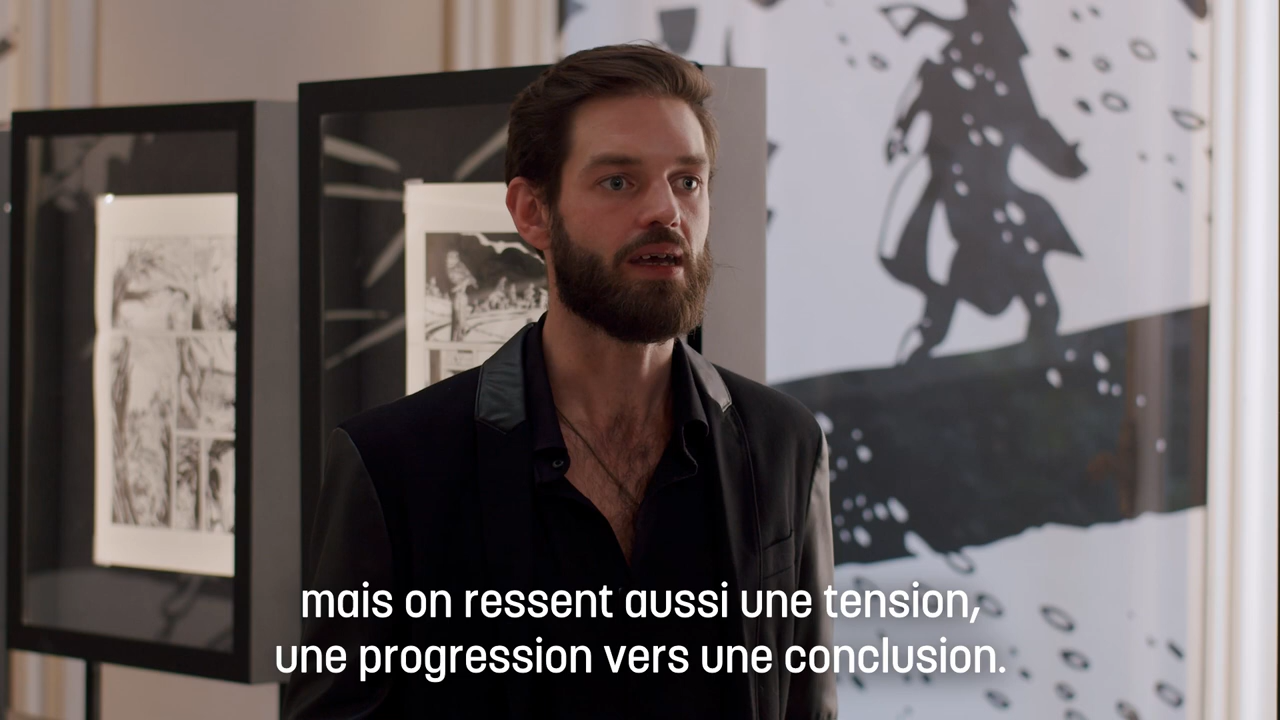 mais on ressent aussi une tension,
une progression vers une conclusion.